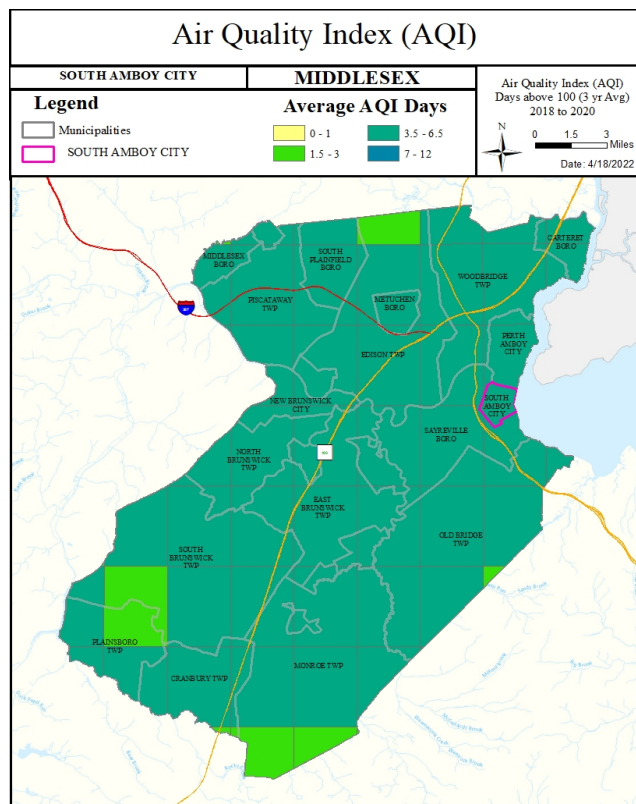 Air Quality Index (AQI)
SOUTH AMBOY CITY
MIDDLESEX
Legend
Municipalities
SOUTH AMBOY CITY
Average AQI Days
0 - 1
3.5 - 6.5
1.5 - 3
7 - 12
Air Quality Index (AQI)
Days above 100 (3 yr Avg)
2018 to 2020
N
0 1.5 3
Miles
Date: 4/18/2022
CARTERET
BORO
MIDDLESEX
BORO
SOUTH
PLAINFIELD
BORO
WOODBRIDGE
TWP
PISCATAWAY
TWP
METUCHEN
BORO
PERTH
AMBOY
CITY
EDISON TWP
NEW BRUNSWICK
CITY
SOUTH
AMBOY
CITY
SAYREVILLE
BORO
NORTH
BRUNSWICK
TWP
EAST
BRUNSWICK
TWP
OLD BRIDGE
TWP
SOUTH
BRUNSWICK
TWP
PLAINSBORO
TWP
CRANBURY TWP
MONROE TWP